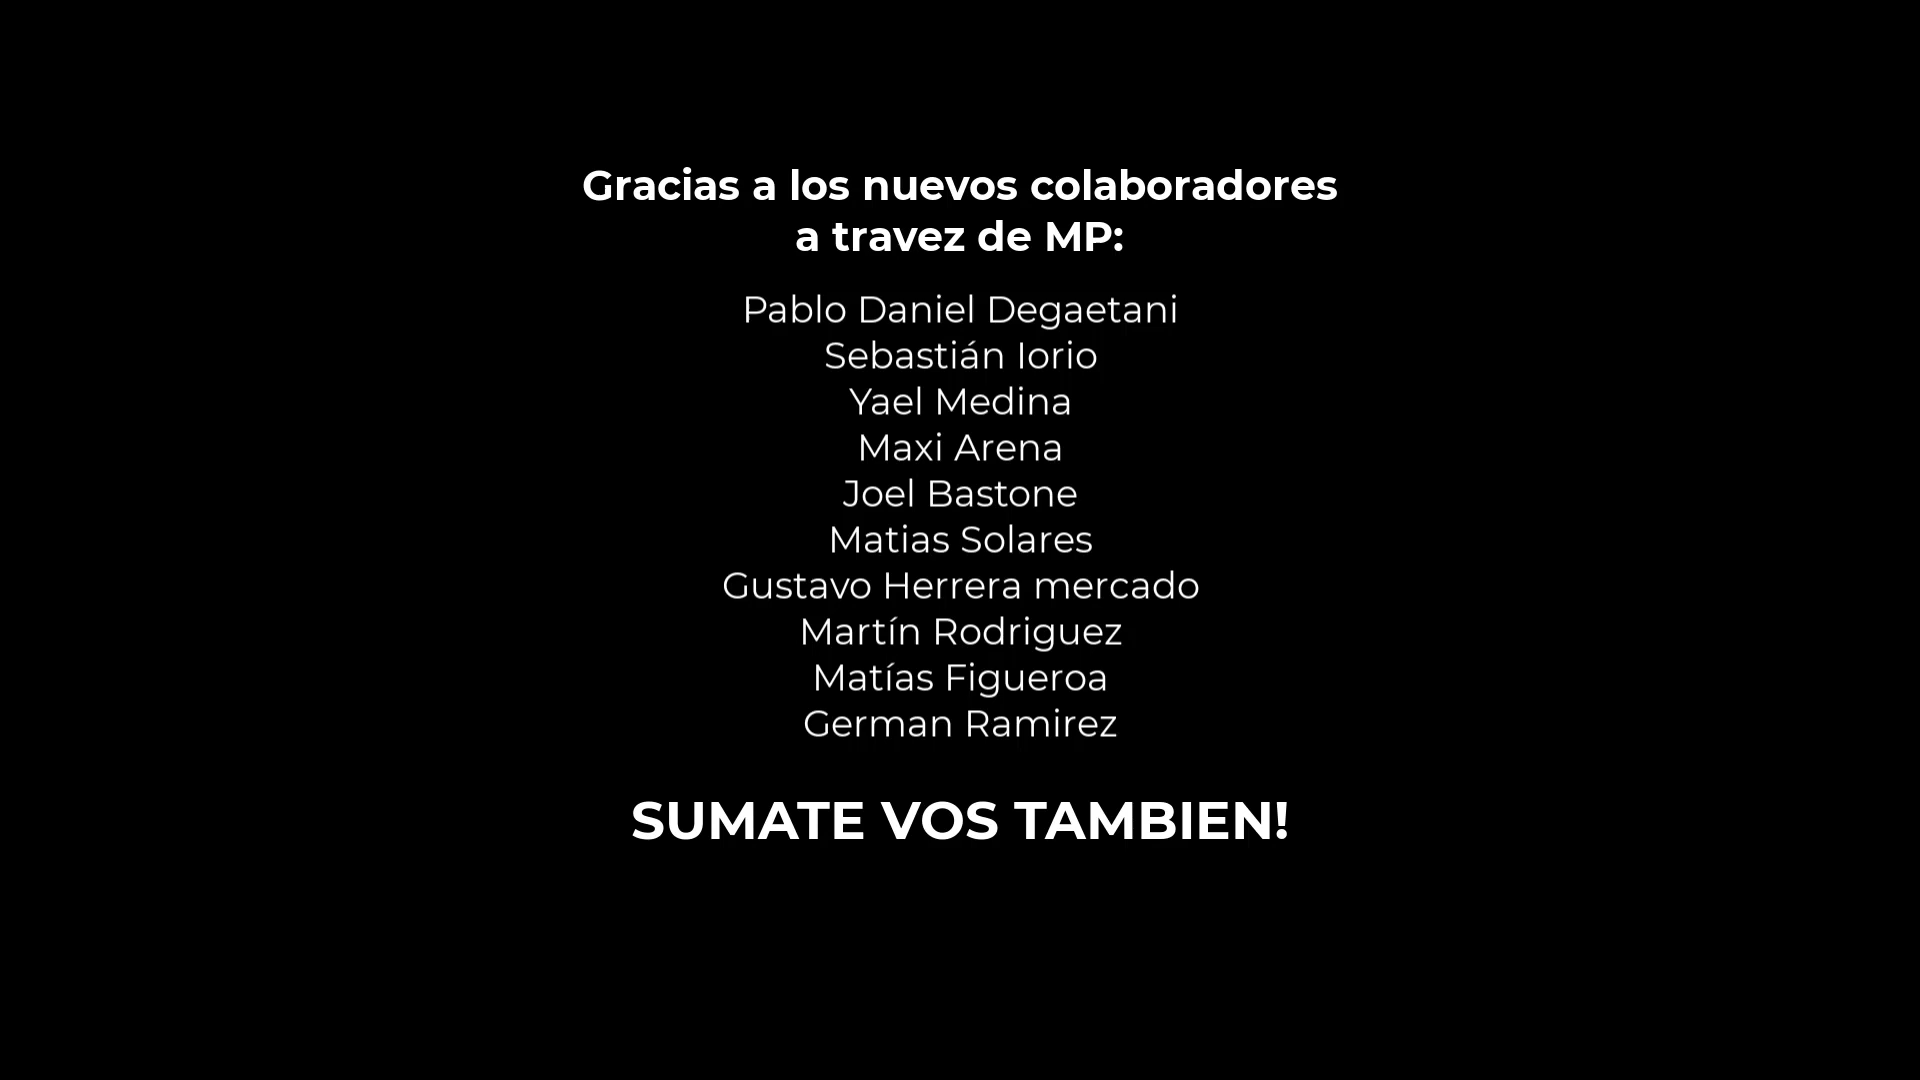 Gracias a los nuevos colaboradores
a travez de MP:
Pablo Daniel Degaetani
Sebastián Iorio
Yael Medina
Maxi Arena
Joel Bastone
Matias Solares
Gustavo Herrera mercado
Martín Rodriguez
Matías Figueroa
German Ramirez
SUMATE VOS TAMBIEN!